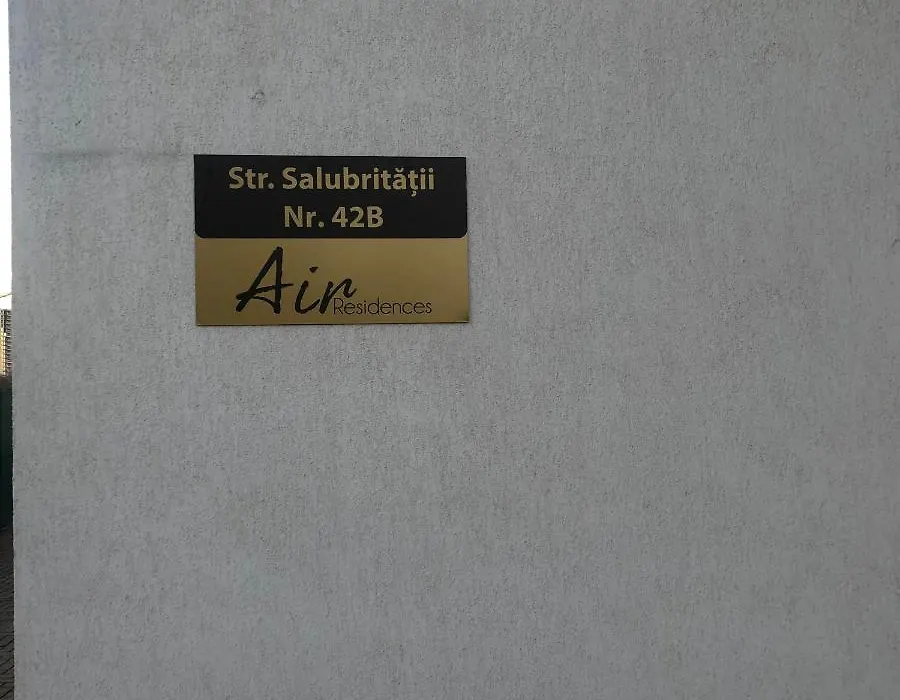 Str. Salubrității
Nr. 42B
Air Residences